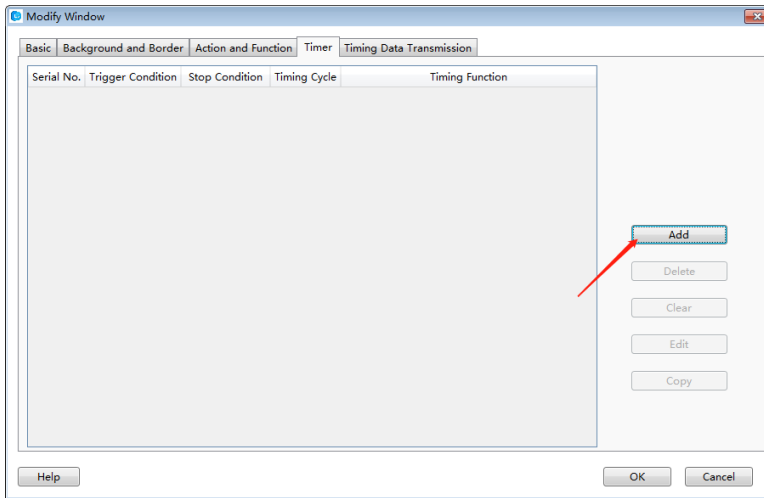 Modify Window
Basic Background and Border Action and Function Timer Timing Data Transmission
Serial No. Trigger Condition Stop Condition Timing Cycle Timing Function
Add
Delete
Clear
Edit
Copy
Help OK Cancel